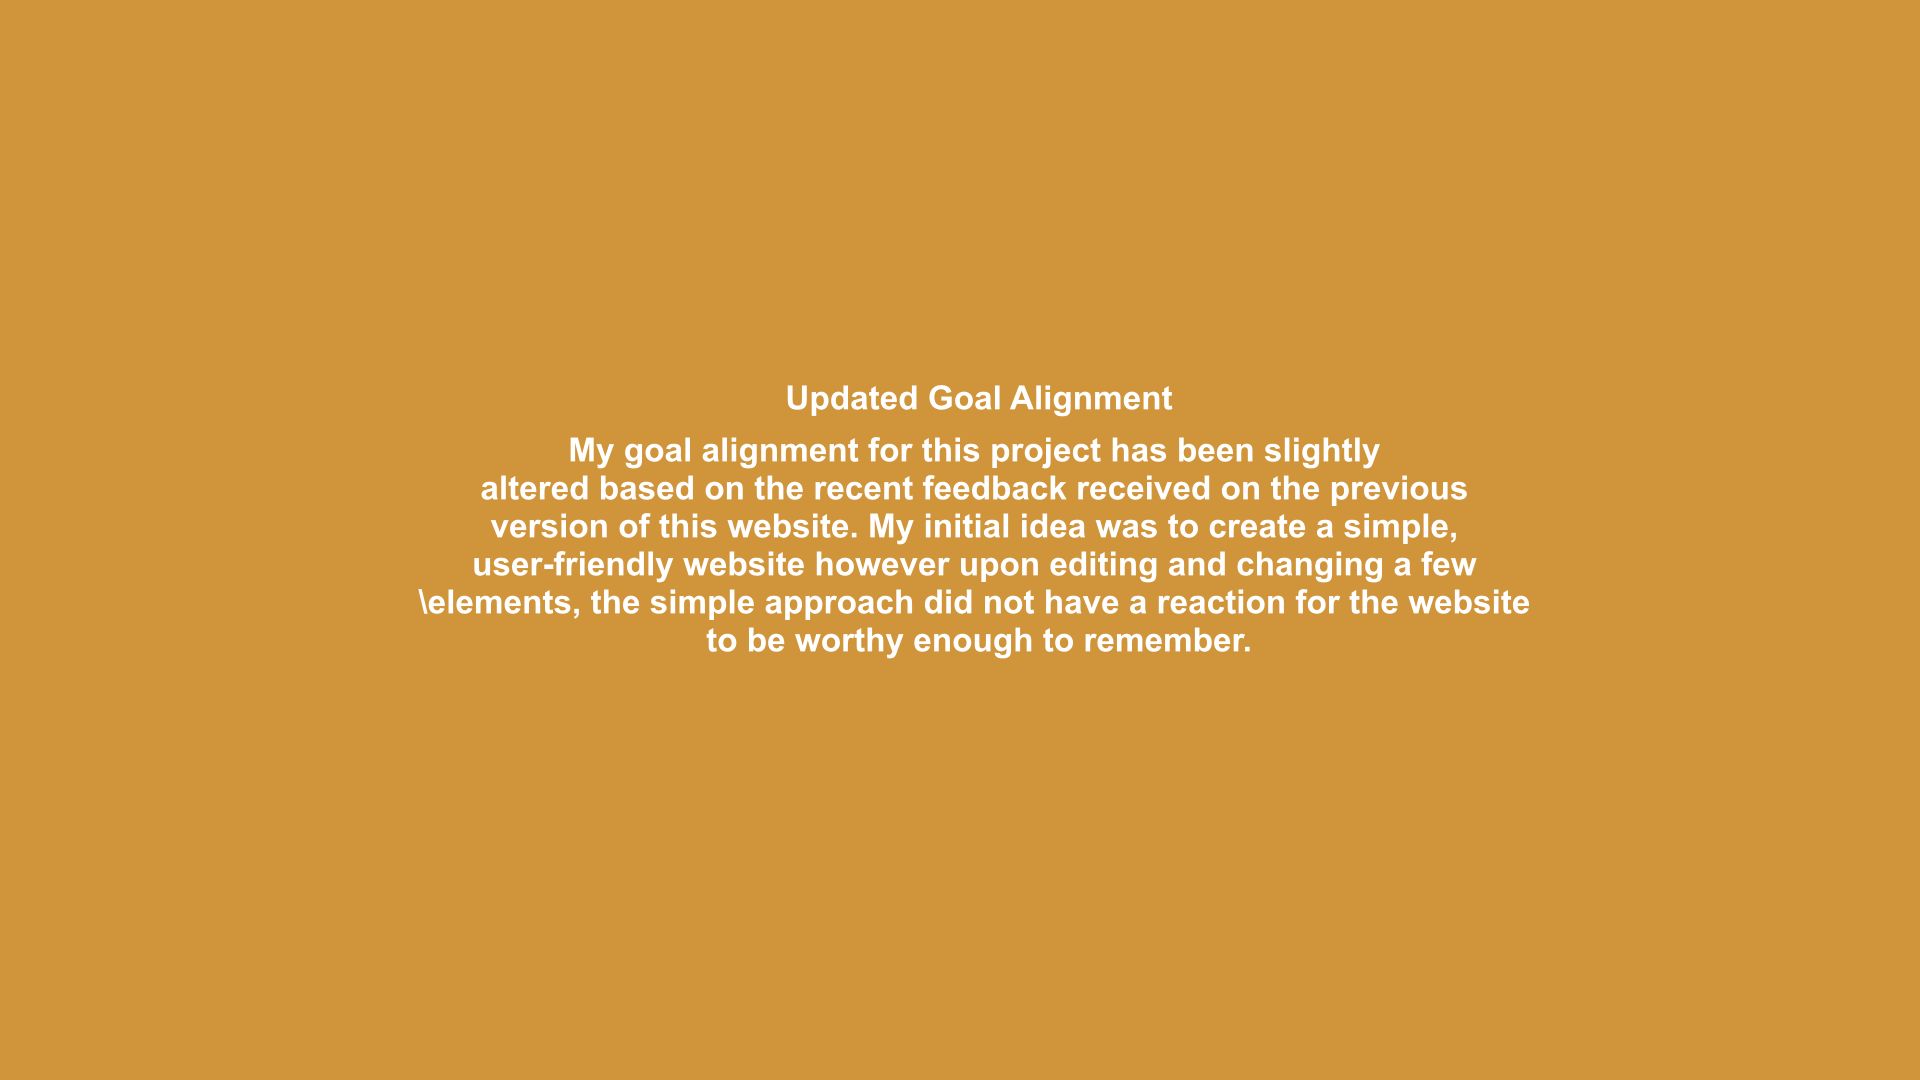 Updated Goal Alignment
My goal alignment for this project has been slightly
altered based on the recent feedback received on the previous
version of this website. My initial idea was to create a simple,
user-friendly website however upon editing and changing a few
\elements, the simple approach did not have a reaction for the website
to be worthy enough to remember.